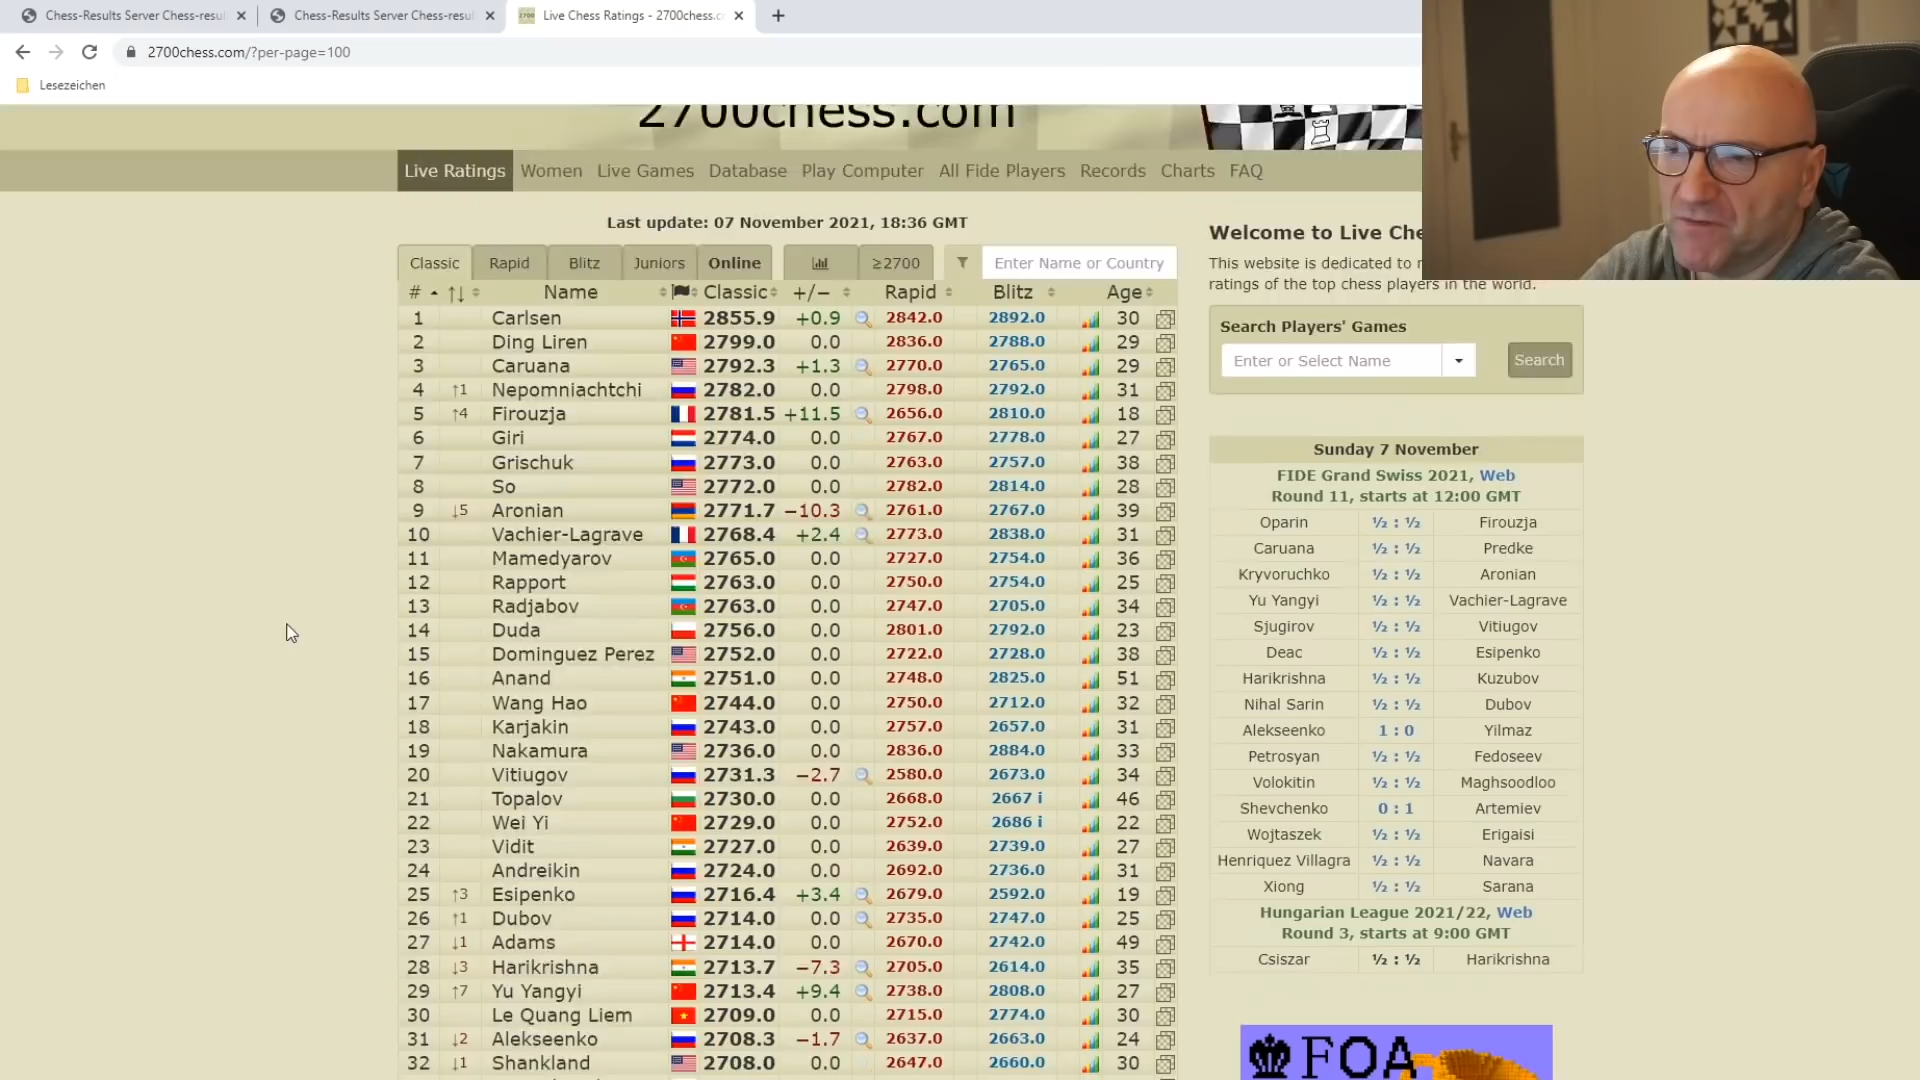 Chess-Results Server Chess-resul
Chess-Results Server Chess-resul
Live Chess Ratings - 2700chess.c
2700chess.com/?per-page=100
Lesezeichen
2700chess.com
Live Ratings Women Live Games Database Play Computer All Fide Players Records Charts FAQ
Last update: 07 November 2021, 18:36 GMT
Classic Rapid Blitz Juniors Online ≥2700 Enter Name or Country
# Name Classic +/− Rapid Blitz Age
1 Carlsen 2855.9 +0.9 2842.0 2892.0 30
2 Ding Liren 2799.0 0.0 2836.0 2788.0 29
3 Caruana 2792.3 +1.3 2770.0 2765.0 29
4 ↑1 Nepomniachtchi 2782.0 0.0 2798.0 2792.0 31
5 ↑4 Firouzja 2781.5 +11.5 2656.0 2810.0 18
6 Giri 2774.0 0.0 2767.0 2778.0 27
7 Grischuk 2773.0 0.0 2763.0 2757.0 38
8 So 2772.0 0.0 2782.0 2814.0 28
9 ↓5 Aronian 2771.7 −10.3 2761.0 2767.0 39
10 Vachier-Lagrave 2768.4 +2.4 2773.0 2838.0 31
11 Mamedyarov 2765.0 0.0 2727.0 2754.0 36
12 Rapport 2763.0 0.0 2750.0 2754.0 25
13 Radjabov 2763.0 0.0 2747.0 2705.0 34
14 Duda 2756.0 0.0 2801.0 2792.0 23
15 Dominguez Perez 2752.0 0.0 2722.0 2728.0 38
16 Anand 2751.0 0.0 2748.0 2825.0 51
17 Wang Hao 2744.0 0.0 2750.0 2712.0 32
18 Karjakin 2743.0 0.0 2757.0 2657.0 31
19 Nakamura 2736.0 0.0 2836.0 2884.0 33
20 Vitiugov 2731.3 −2.7 2580.0 2673.0 34
21 Topalov 2730.0 0.0 2668.0 2667 i 46
22 Wei Yi 2729.0 0.0 2752.0 2686 i 22
23 Vidit 2727.0 0.0 2639.0 2739.0 27
24 Andreikin 2724.0 0.0 2692.0 2736.0 31
25 ↑3 Esipenko 2716.4 +3.4 2679.0 2592.0 19
26 ↑1 Dubov 2714.0 0.0 2735.0 2747.0 25
27 ↓1 Adams 2714.0 0.0 2670.0 2742.0 49
28 ↓3 Harikrishna 2713.7 −7.3 2705.0 2614.0 35
29 ↑7 Yu Yangyi 2713.4 +9.4 2738.0 2808.0 27
30 Le Quang Liem 2709.0 0.0 2715.0 2774.0 30
31 ↓2 Alekseenko 2708.3 −1.7 2637.0 2663.0 24
32 ↓1 Shankland 2708.0 0.0 2647.0 2660.0 30
Welcome to Live Che
This website is dedicated to
ratings of the top chess players in the world.
Search Players' Games
Enter or Select Name Search
Sunday 7 November
FIDE Grand Swiss 2021, Web
Round 11, starts at 12:00 GMT
Oparin ½ : ½ Firouzja
Caruana ½ : ½ Predke
Kryvoruchko ½ : ½ Aronian
Yu Yangyi ½ : ½ Vachier-Lagrave
Sjugirov ½ : ½ Vitiugov
Deac ½ : ½ Esipenko
Harikrishna ½ : ½ Kuzubov
Nihal Sarin ½ : ½ Dubov
Alekseenko 1 : 0 Yilmaz
Petrosyan ½ : ½ Fedoseev
Volokitin ½ : ½ Maghsoodloo
Shevchenko 0 : 1 Artemiev
Wojtaszek ½ : ½ Erigaisi
Henriquez Villagra ½ : ½ Navara
Xiong ½ : ½ Sarana
Hungarian League 2021/22, Web
Round 3, starts at 9:00 GMT
Csiszar ½ : ½ Harikrishna
FOA